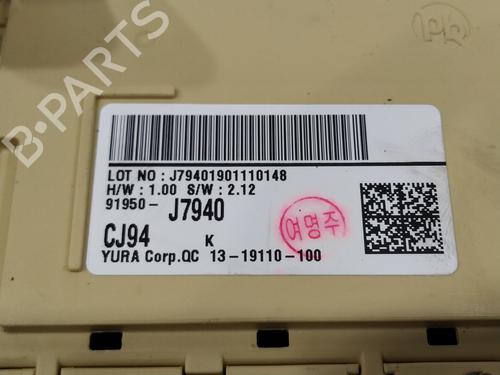 B-PARTS
LOT NO : J79401901110148
H/W : 1.00 S/W : 2.12
91950- J7940
여명주
CJ94 K
YURA Corp.QC 13-19110-100